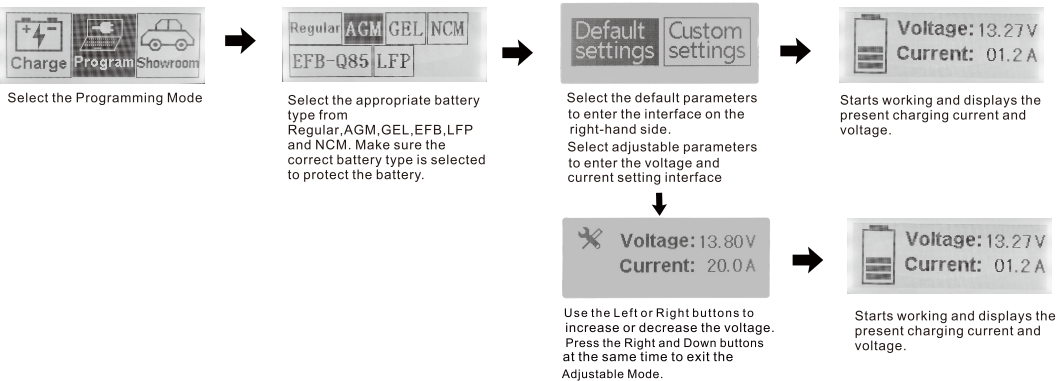 Charge Program Showroom
Select the Programming Mode
Regular AGM GEL NCM
EFB-Q85 LFP
Select the appropriate battery
type from
Regular,AGM,GEL,EFB,LFP
and NCM. Make sure the
correct battery type is selected
to protect the battery.
Default settings
Custom settings
Select the default parameters
to enter the interface on the
right-hand side.
Select adjustable parameters
to enter the voltage and
current setting interface
Voltage: 13.27V
Current: 01.2A
Starts working and displays the
present charging current and
voltage.
Voltage: 13.80V
Current: 20.0A
Use the Left or Right buttons to
increase or decrease the voltage.
Press the Right and Down buttons
at the same time to exit the
Adjustable Mode.
Voltage: 13.27V
Current: 01.2A
Starts working and displays the
present charging current and
voltage.